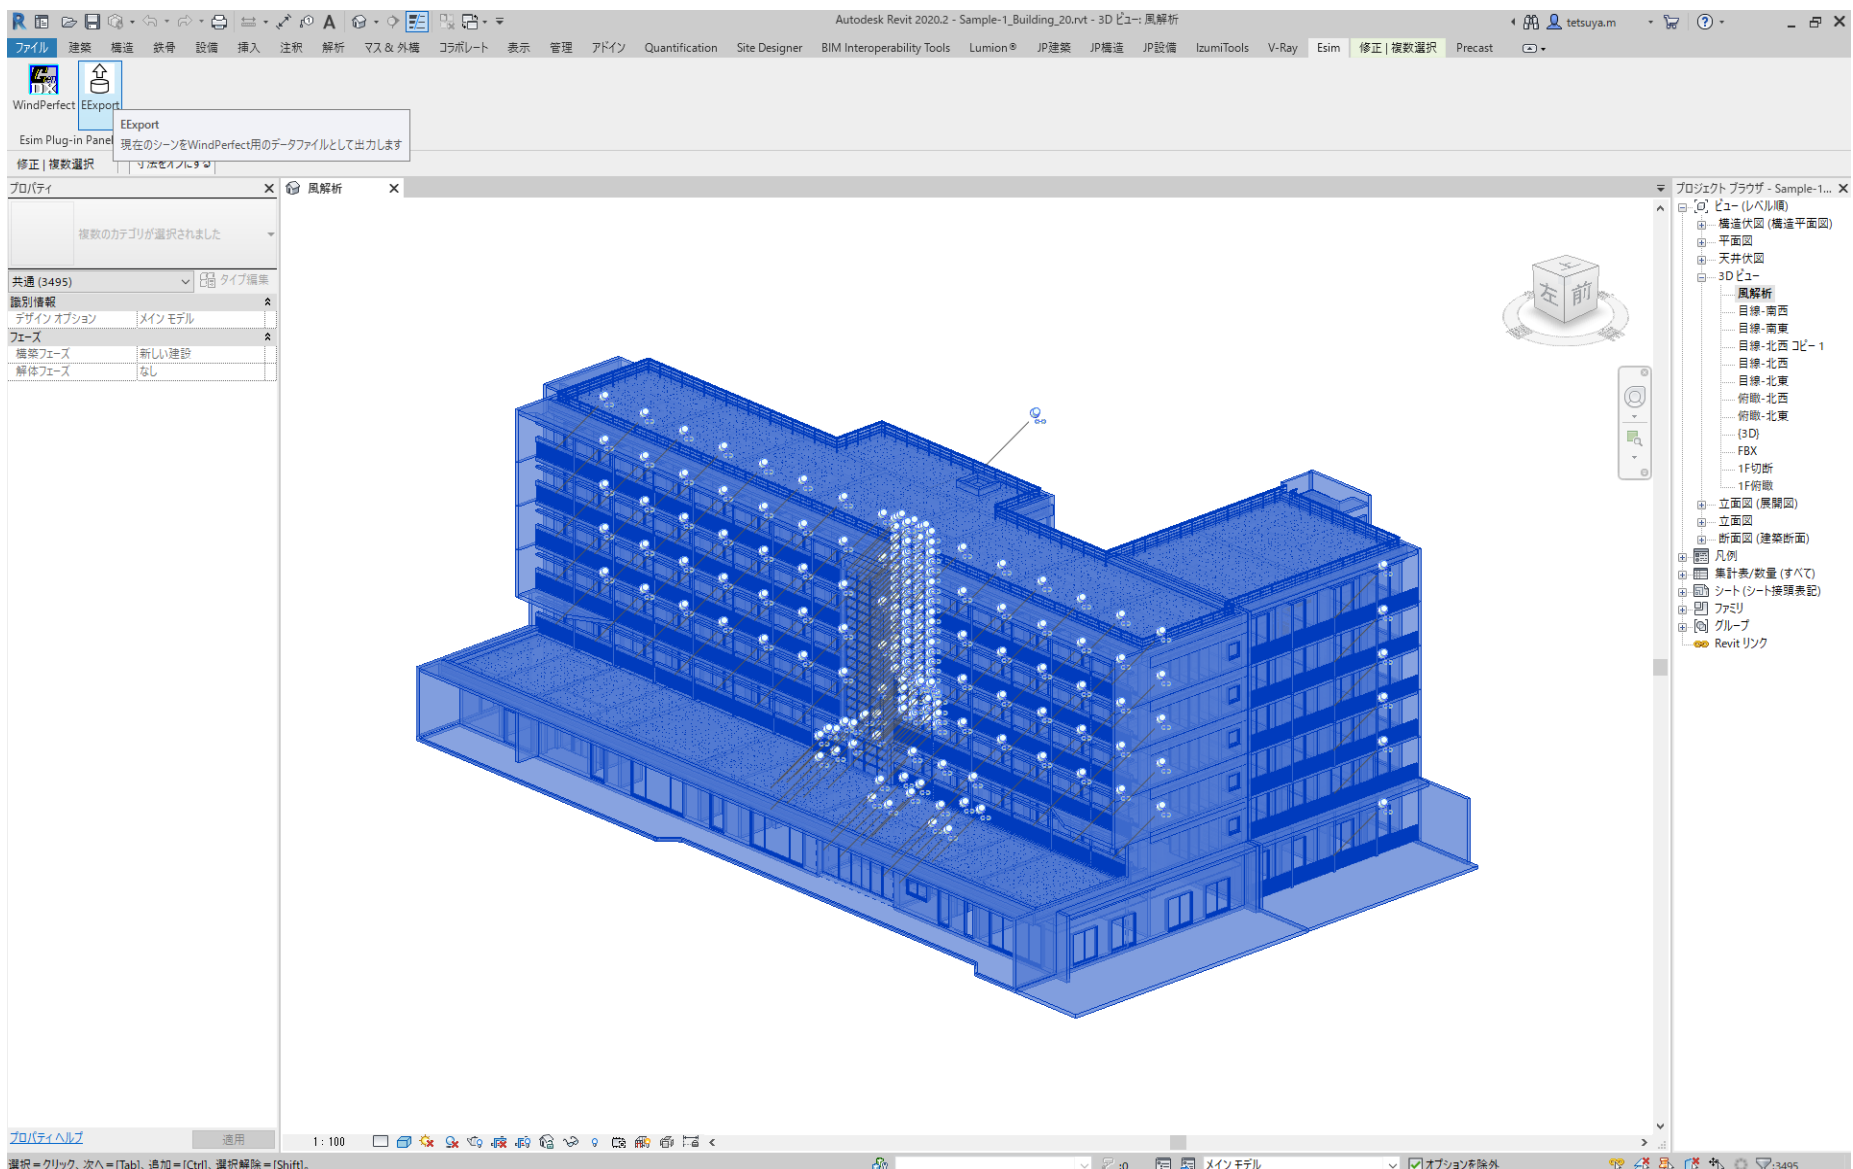 Autodesk Revit 2020.2 - Sample-1_Building_20.rvt - 3D ビュー: 風解析
tetsuya.m
ファイル 建築 構造 鉄骨 設備 挿入 注釈 解析 マス & 外構 コラボレート 表示 管理 アドイン Quantification Site Designer BIM Interoperability Tools Lumion® JP建築 JP構造 JP設備 IzumiTools V-Ray Esim 修正 | 複数選択 Precast
WindPerfect EExport
Esim Plug-in Panel
EExport
現在のシーンをWindPerfect用のデータファイルとして出力します
修正 | 複数選択
寸法をオフにする
プロパティ
複数のカテゴリが選択されました
共通 (3495)
タイプ編集
識別情報
デザイン オプション メイン モデル
フェーズ
構築フェーズ 新しい建設
解体フェーズ なし
プロパティ ヘルプ
適用
風解析
左 前 上
プロジェクト ブラウザ - Sample-1...
ビュー (レベル順)
構造伏図 (構造平面図)
平面図
天井伏図
3D ビュー
風解析
目線-南西
目線-南東
目線-北西 コピー 1
目線-北西
目線-北東
俯瞰-北西
俯瞰-北東
{3D}
FBX
1F切断
1F俯瞰
立面図 (展開図)
立面図
断面図 (建築断面)
凡例
集計表/数量 (すべて)
シート (シート接頭表記)
ファミリ
グループ
Revit リンク
1 : 100
選択 = クリック、次へ = [Tab]、追加 = [Ctrl]、選択解除 = [Shift]。
:0
メイン モデル
オプションを除外
:3495